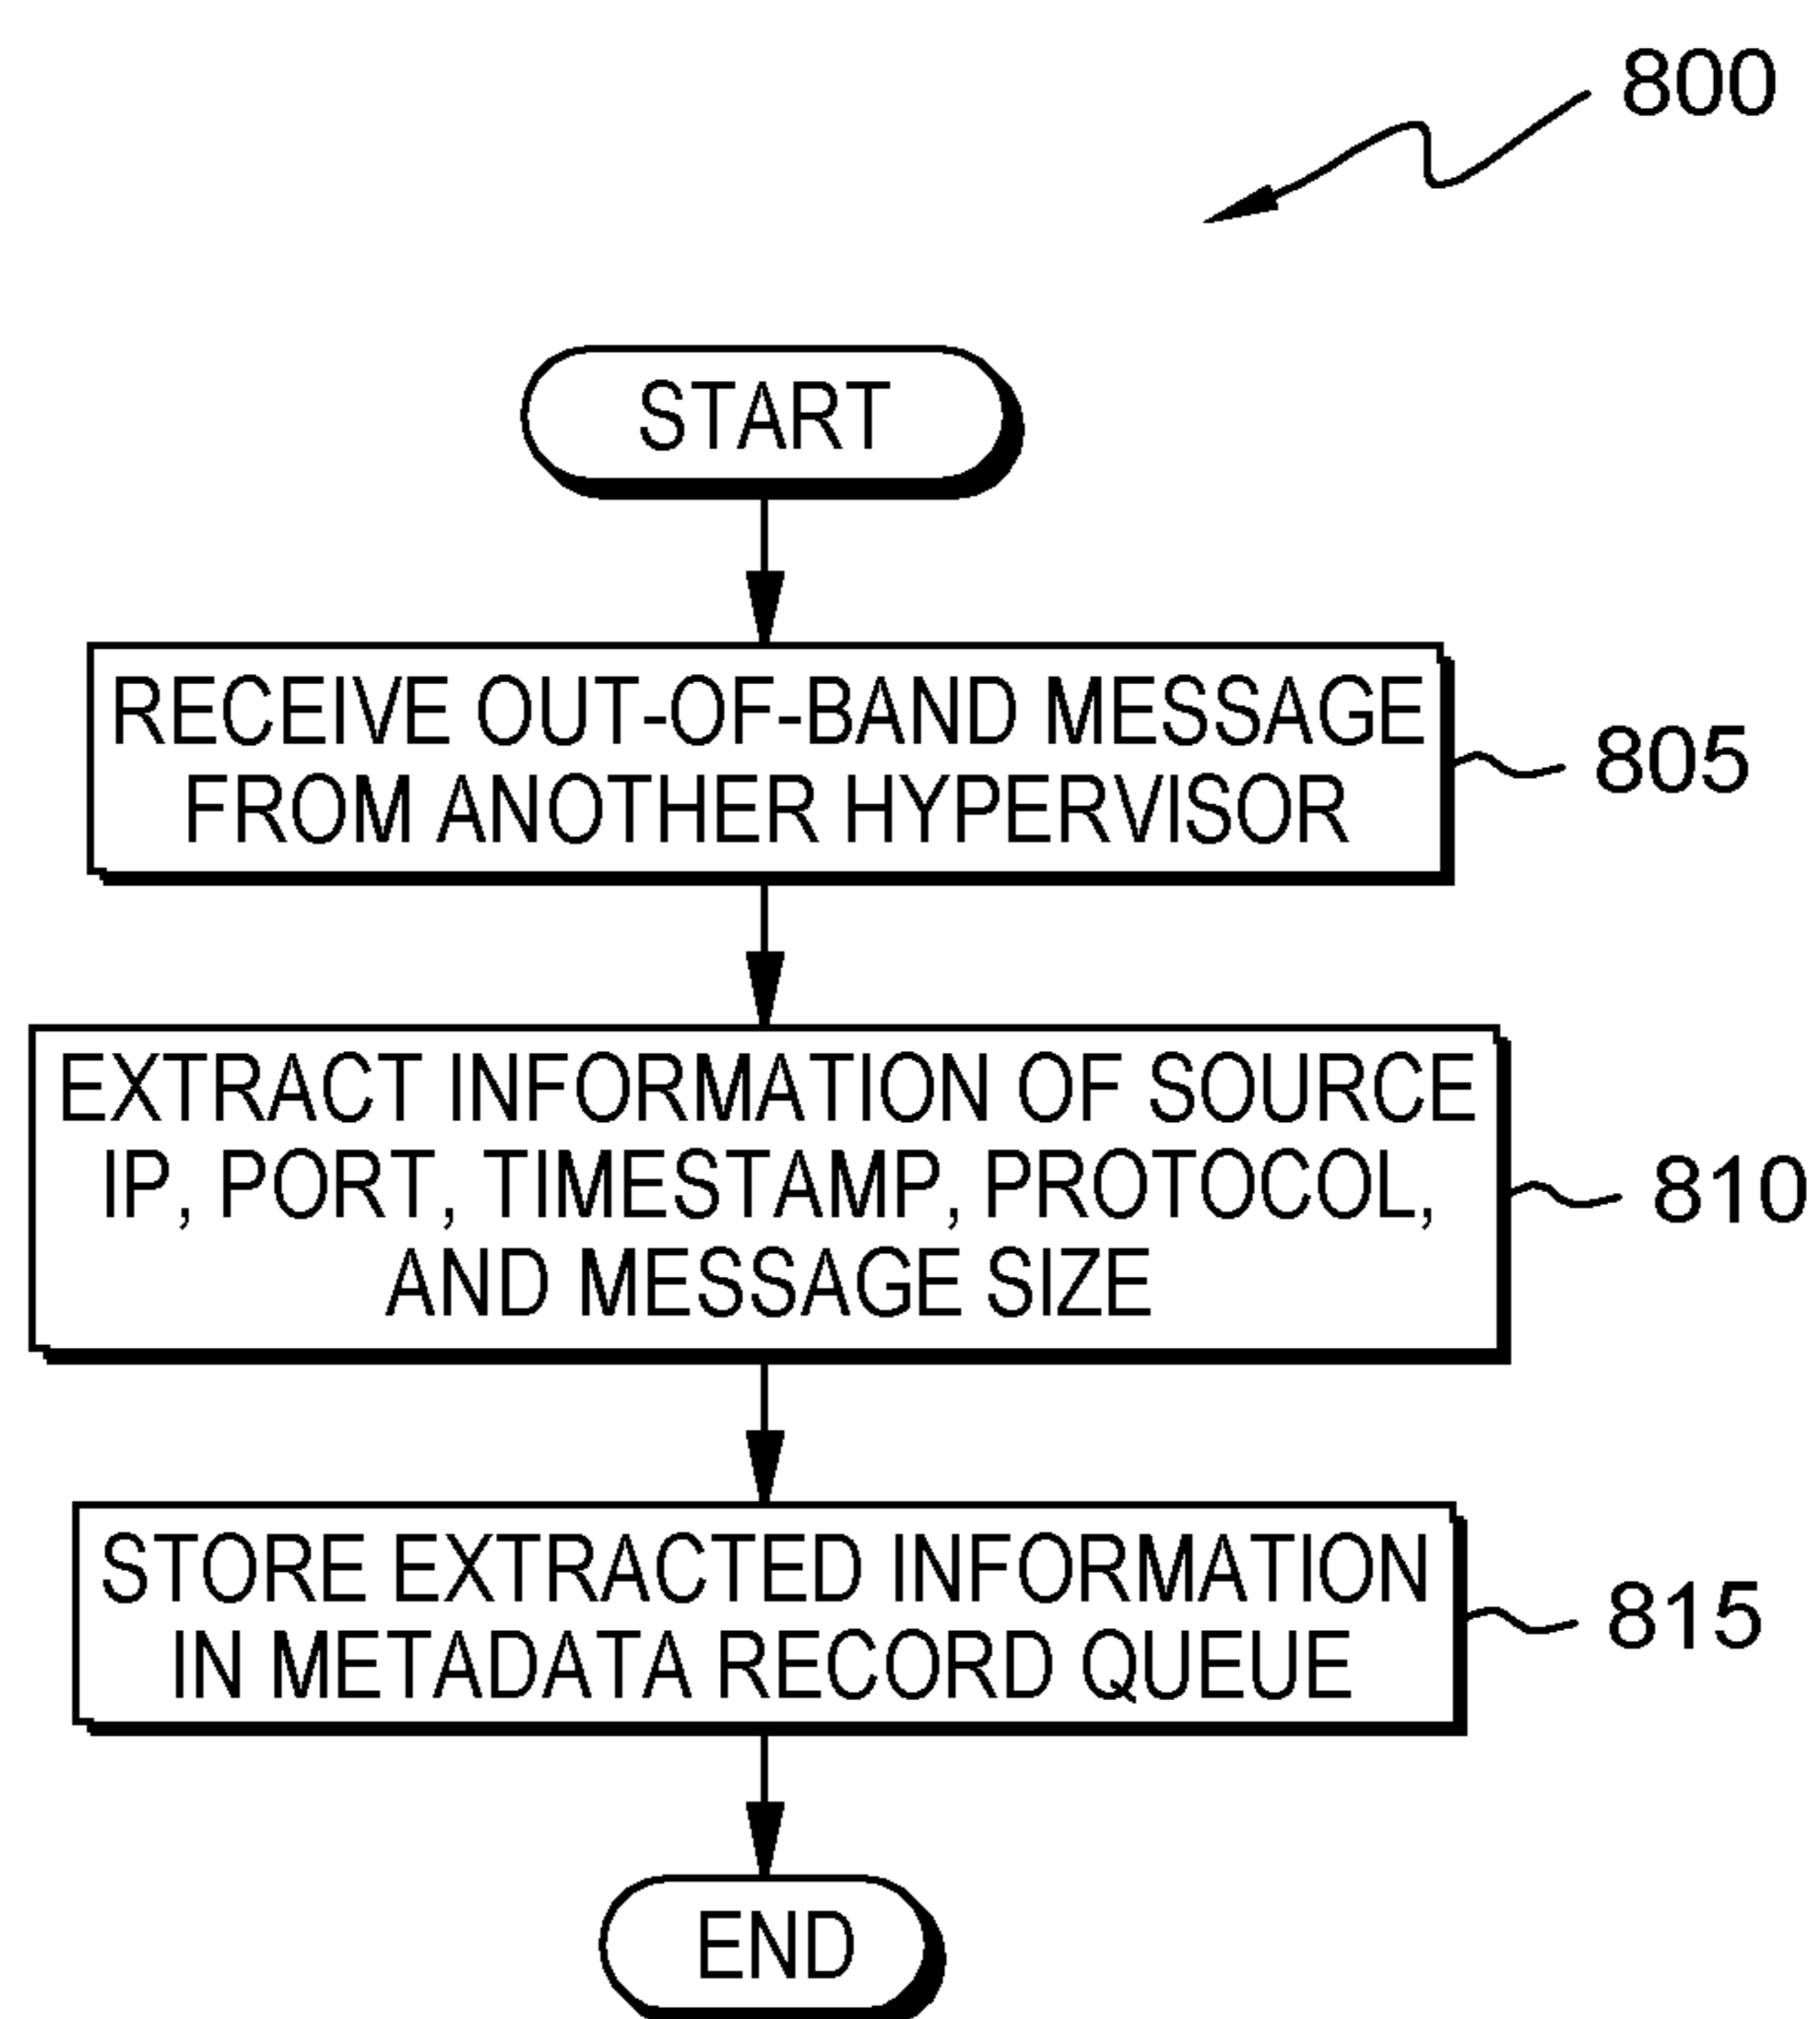 800
START
RECEIVE OUT-OF-BAND MESSAGE
FROM ANOTHER HYPERVISOR
805
EXTRACT INFORMATION OF SOURCE
IP, PORT, TIMESTAMP, PROTOCOL,
AND MESSAGE SIZE
810
STORE EXTRACTED INFORMATION
IN METADATA RECORD QUEUE
815
END